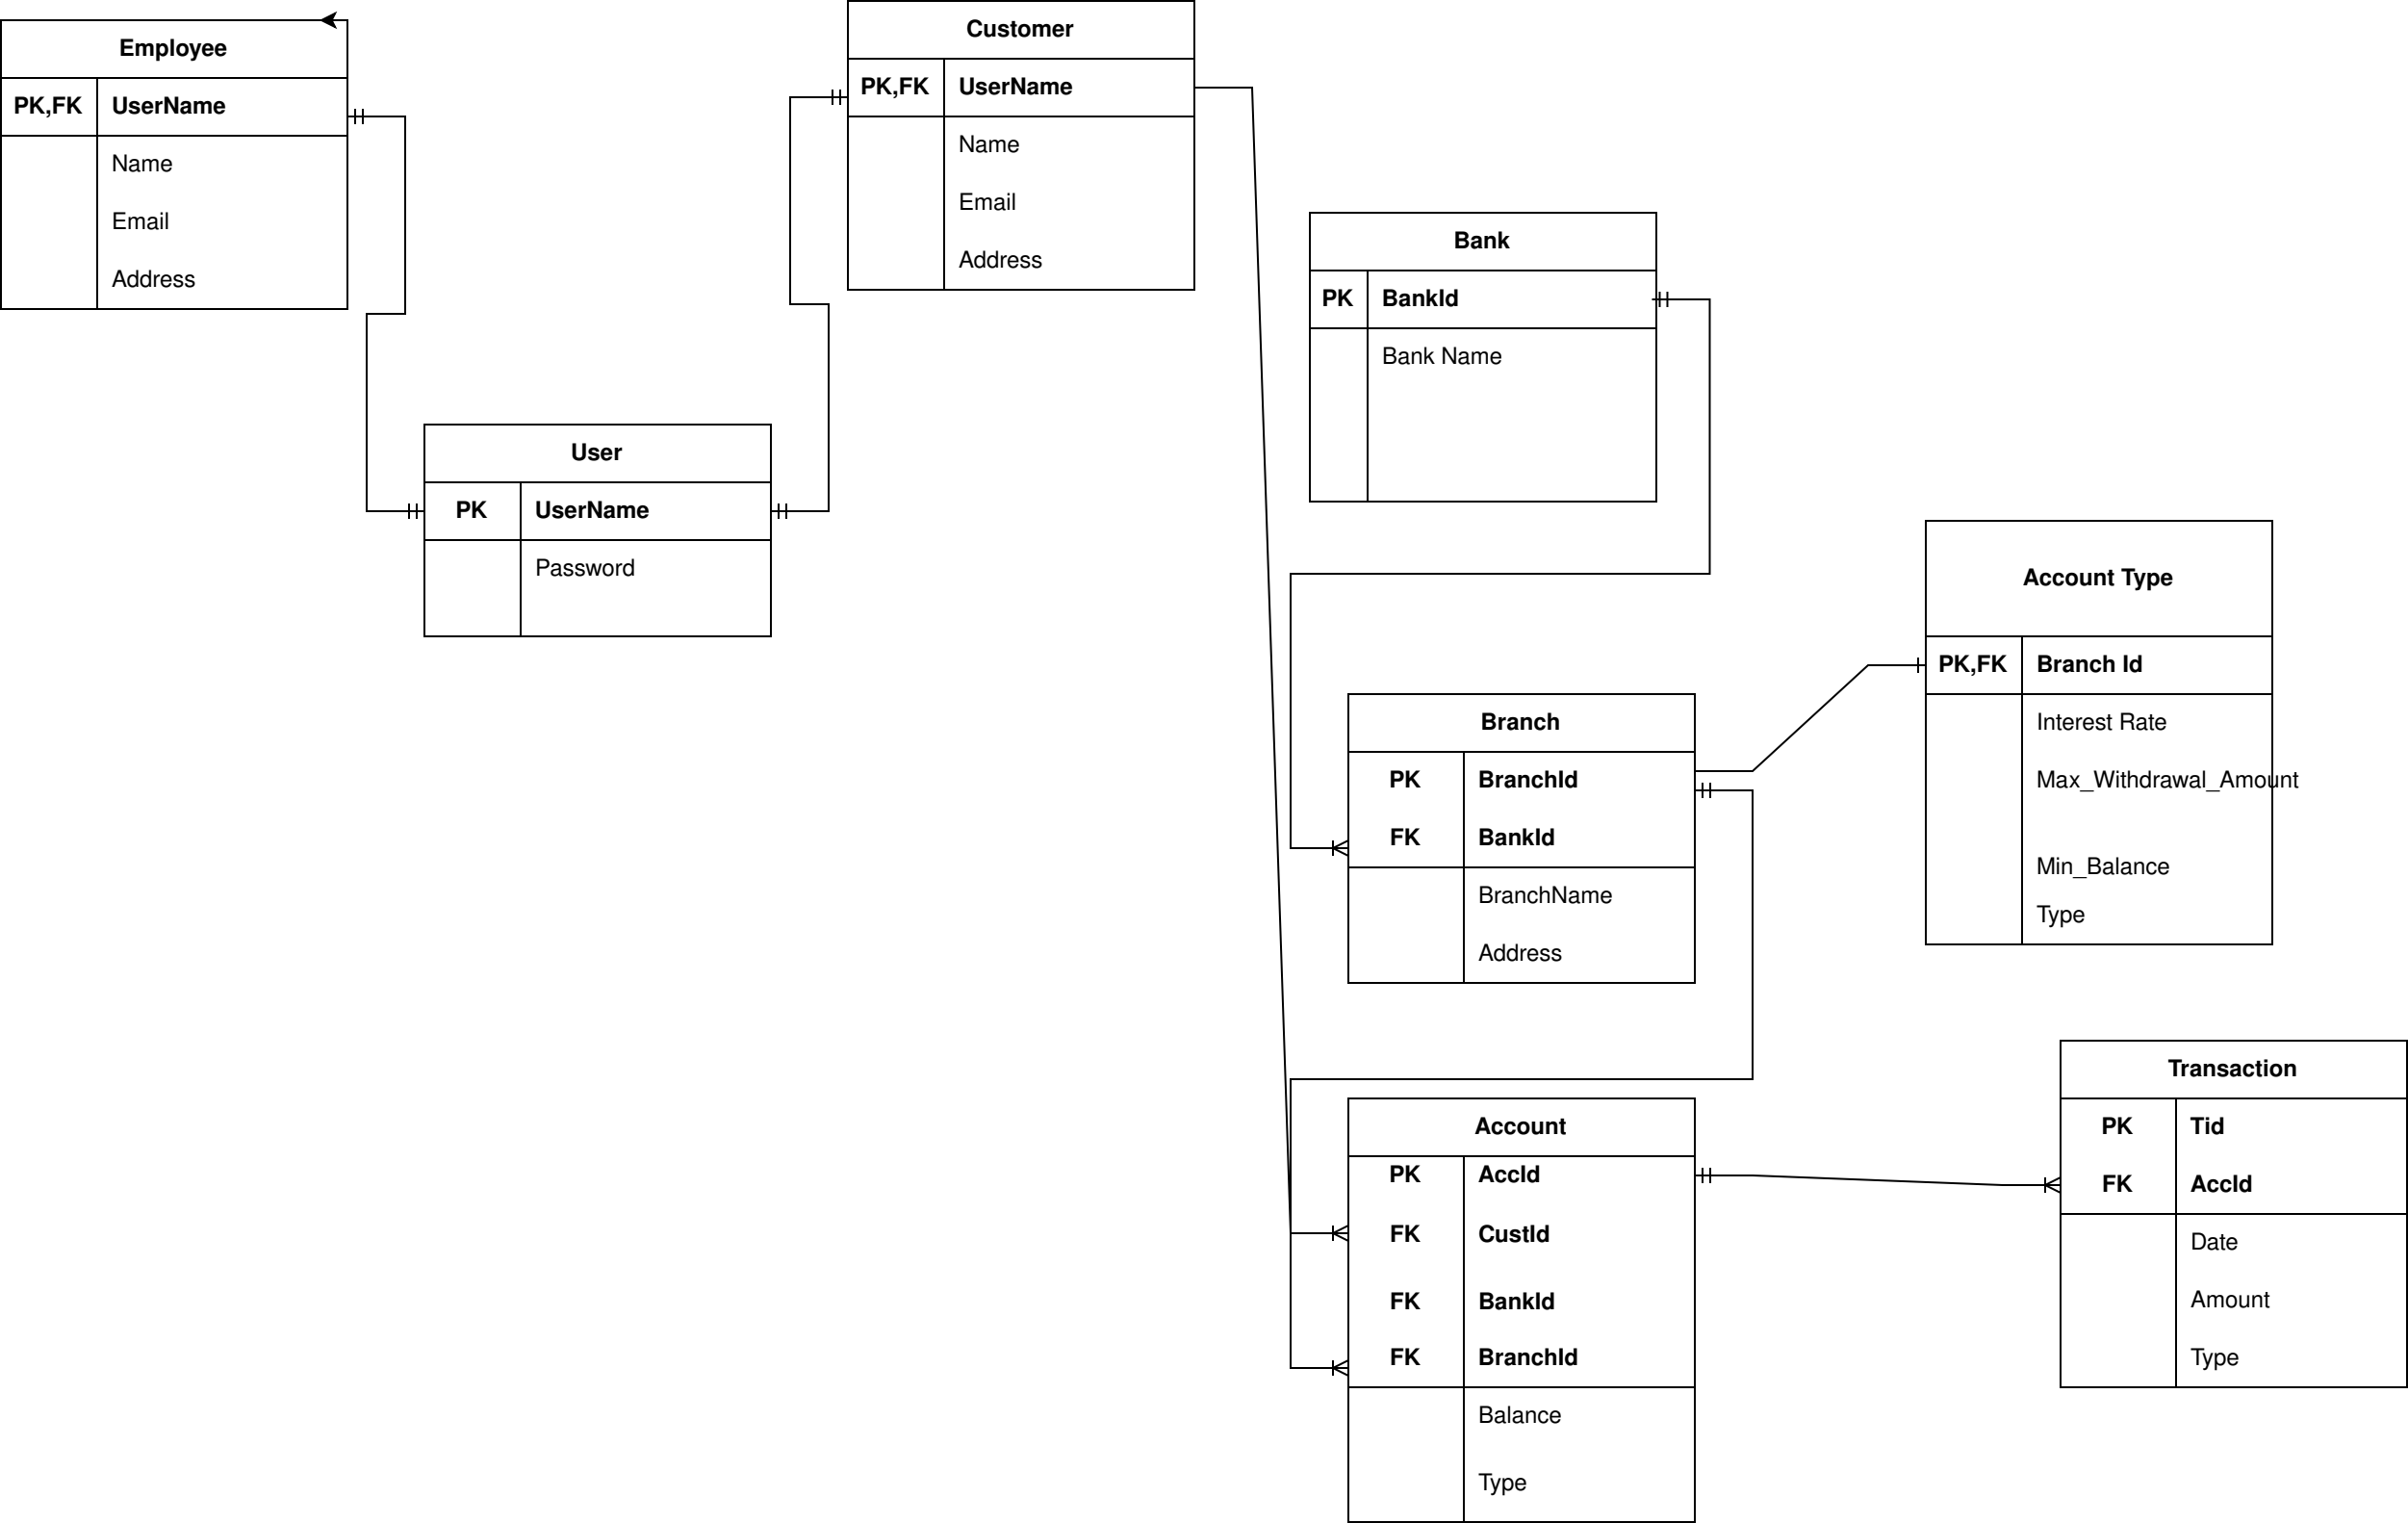 Employee
PK,FK UserName
Name
Email
Address
Customer
PK,FK UserName
Name
Email
Address
Bank
PK BankId
Bank Name
User
PK UserName
Password
Account Type
PK,FK Branch Id
Interest Rate
Max_Withdrawal_Amount
Min_Balance
Type
Branch
PK BranchId
FK BankId
BranchName
Address
Account
PK AccId
FK CustId
FK BankId
FK BranchId
Balance
Type
Transaction
PK Tid
FK AccId
Date
Amount
Type